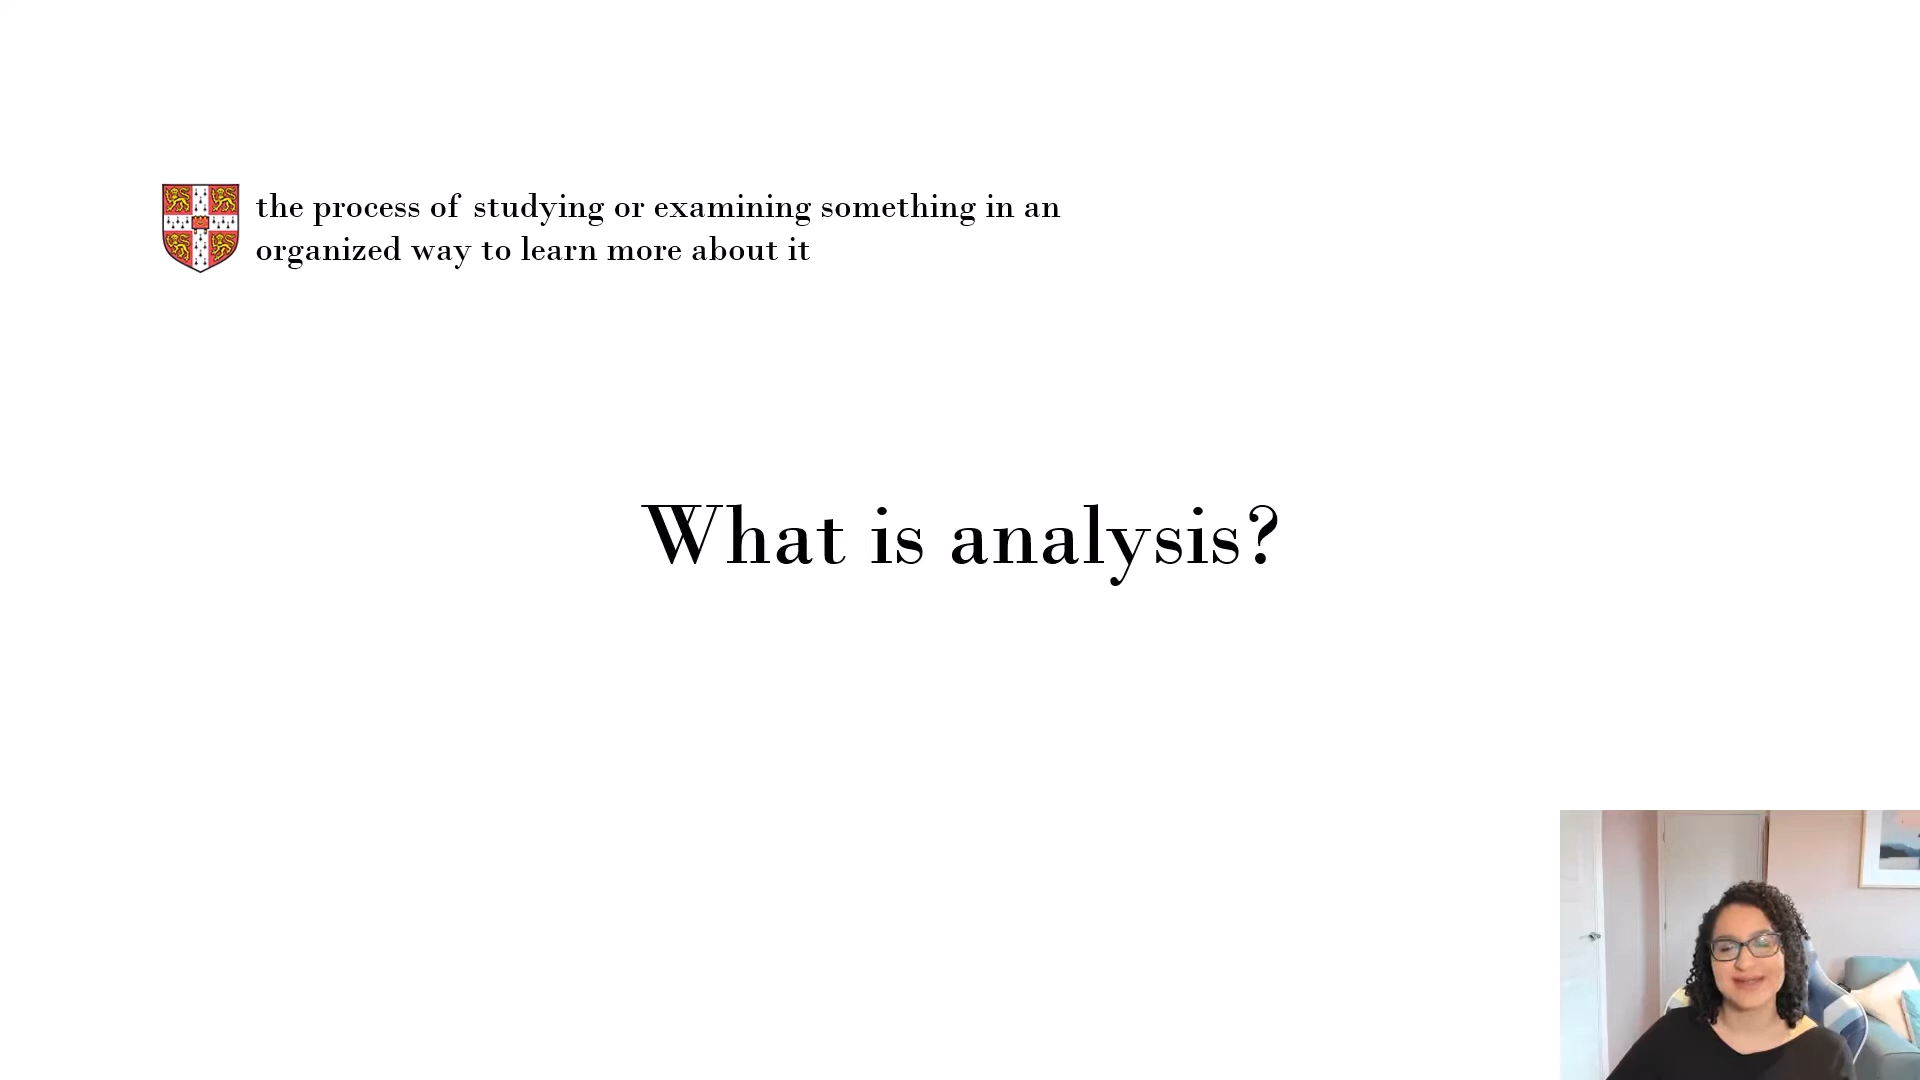 the process of studying or examining something in an
organized way to learn more about it
What is analysis?